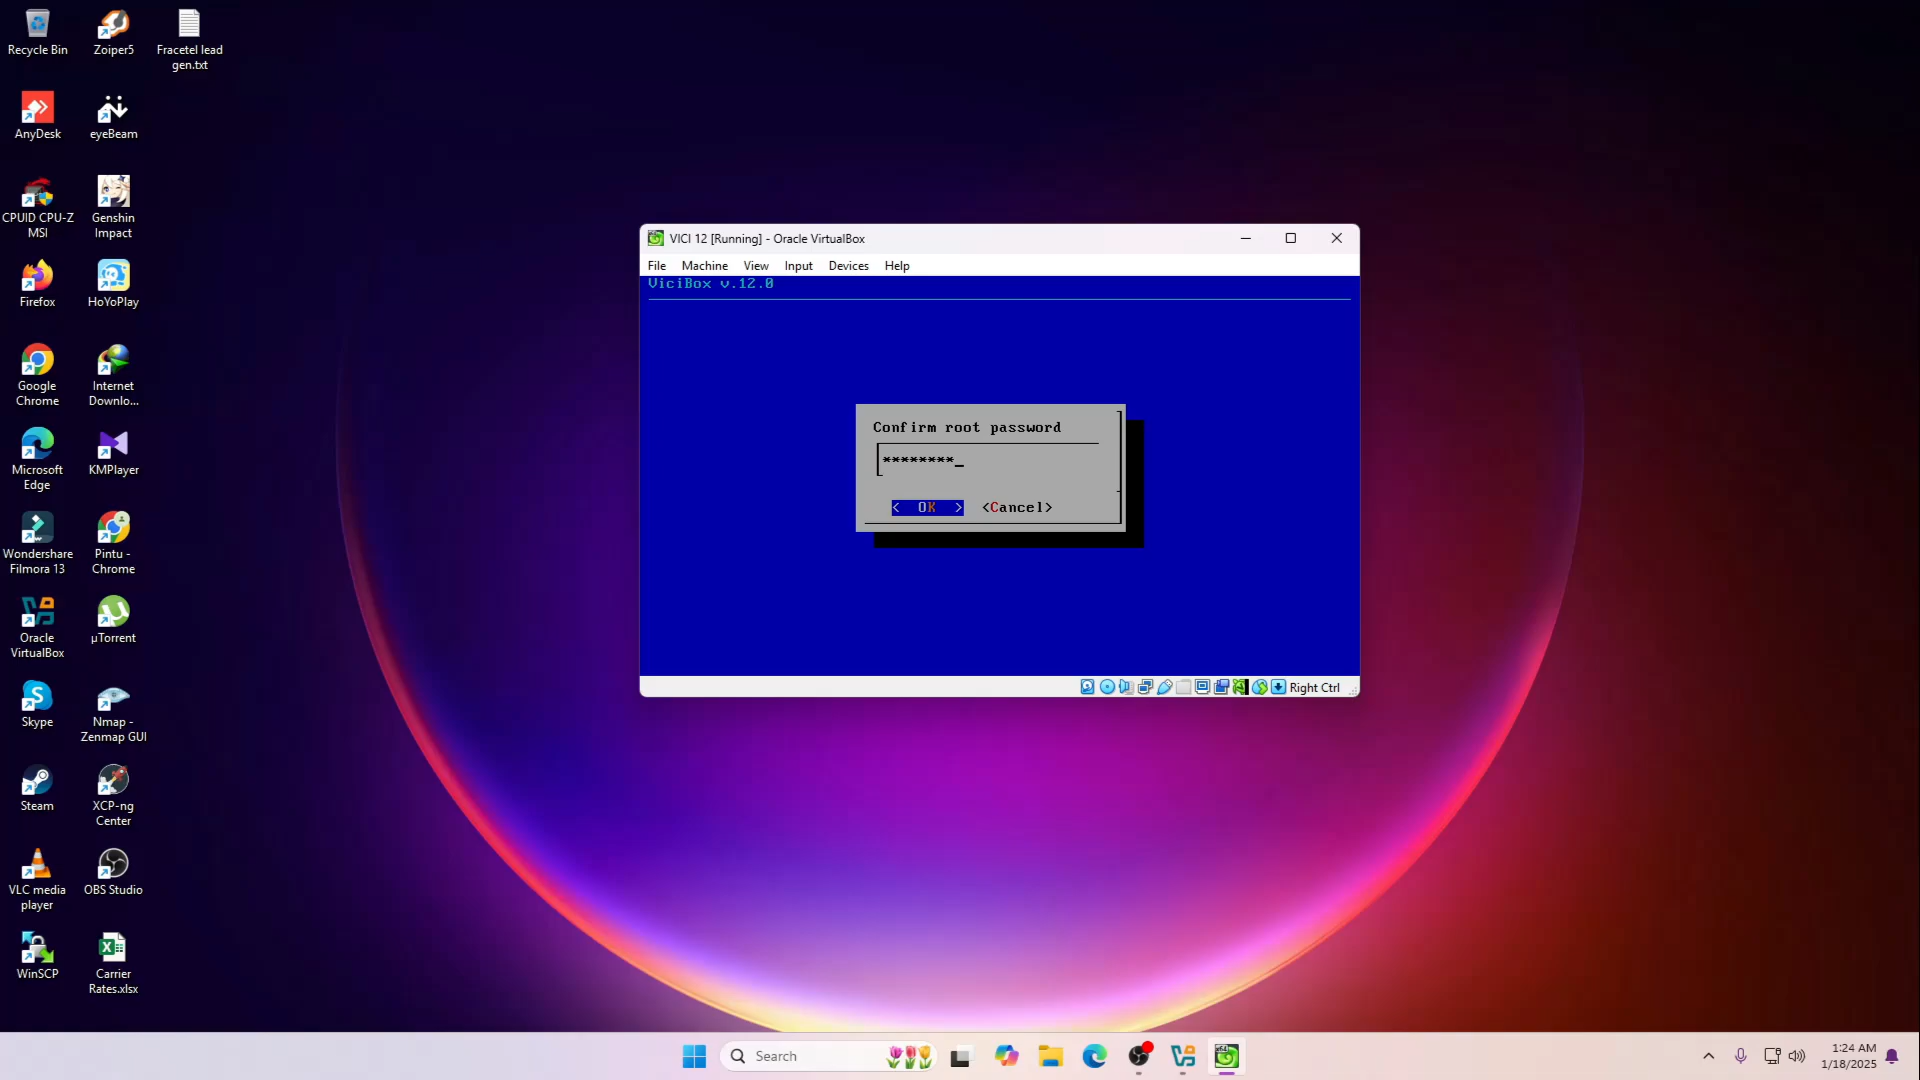 Recycle Bin
Zoiper5
Fracetel lead
gen.txt
AnyDesk
eyeBeam
CPUID CPU-Z
MSI
Genshin
Impact
Firefox
HoYoPlay
Google
Chrome
Internet
Downlo...
Microsoft
Edge
KMPlayer
Wondershare
Filmora 13
Pintu -
Chrome
Oracle
VirtualBox
µTorrent
Skype
Nmap -
Zenmap GUI
Steam
XCP-ng
Center
VLC media
player
OBS Studio
WinSCP
Carrier
Rates.xlsx
VICI 12 [Running] - Oracle VirtualBox
File Machine View Input Devices Help
ViciBox v.12.0
Confirm root password
********_
< OK > <Cancel>
Right Ctrl
Search
1:24 AM
1/18/2025